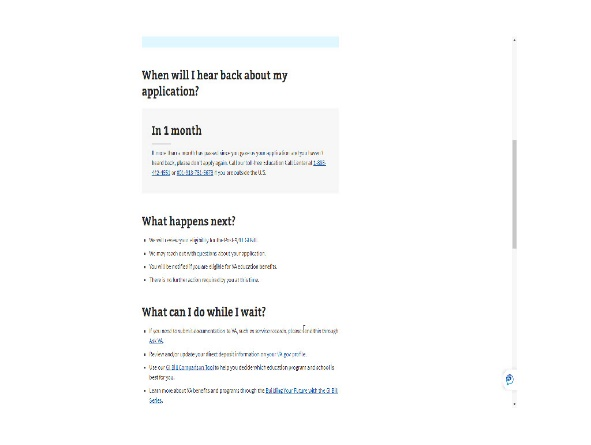 When will I hear back about my
application?
In 1 month
If more than a month has passed since you gave us your application and you haven't
heard back, please don't apply again. Call our toll-free Education Call Center at 1-888-
442-4551 or 001-918-781-5678 if you are outside the U.S.
What happens next?
We will review your eligibility for the Post-9/11 GI Bill.
We may reach out with questions about your application.
You will be notified if you are eligible for VA education benefits.
There is no further action required by you at this time.
What can I do while I wait?
If you need to submit documentation to VA, such as service records, please do this through
Ask VA.
Review and/or update your direct deposit information on your VA.gov profile.
Use our GI Bill Comparison Tool to help you decide which education program and school is
best for you.
Learn more about VA benefits and programs through the Building Your Future with the GI Bill
Series.